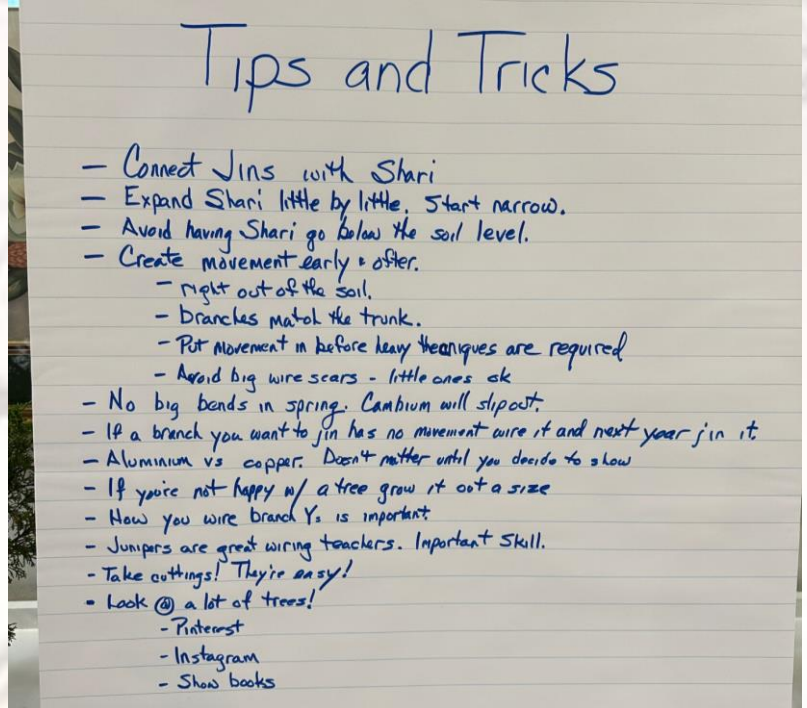 Tips and Tricks
- Connect Jins with Shari
- Expand Shari little by little. Start narrow.
- Avoid having Shari go below the soil level.
- Create movement early & often.
- right out of the soil.
- branches match the trunk.
- Put movement in before heavy theqniques are required
- Avoid big wire scars - little ones ok
- No big bends in spring. Cambium will slip out.
- If a branch you want to jin has no movement wire it and next year jin it.
- Aluminium vs copper. Doesn't matter until you decide to show
- If you're not happy w/ a tree grow it out a size
- How you wire branch Ys is important.
- Junipers are great wiring teachers. Important Skill.
- Take cuttings! They're easy!
- Look @ a lot of trees!
- Pinterest
- Instagram
- Show books